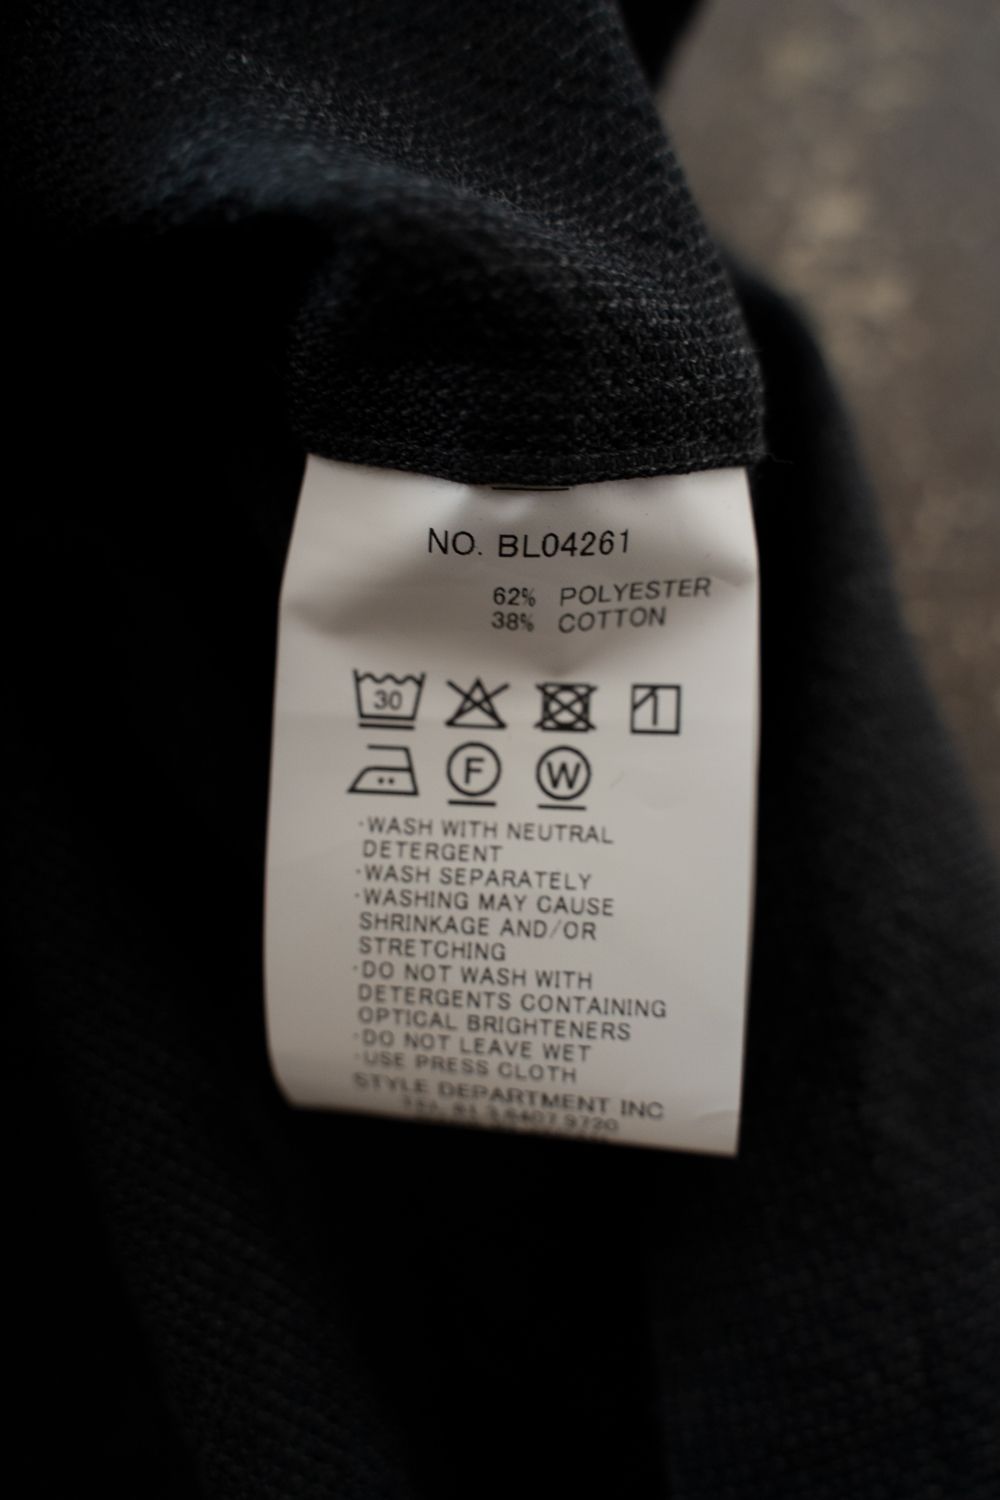 NO. BL04261
62% POLYESTER
38% COTTON
30
F W
·WASH WITH NEUTRAL
DETERGENT
·WASH SEPARATELY
·WASHING MAY CAUSE
SHRINKAGE AND/OR
STRETCHING
·DO NOT WASH WITH
DETERGENTS CONTAINING
OPTICAL BRIGHTENERS
·DO NOT LEAVE WET
·USE PRESS CLOTH
STYLE DEPARTMENT INC